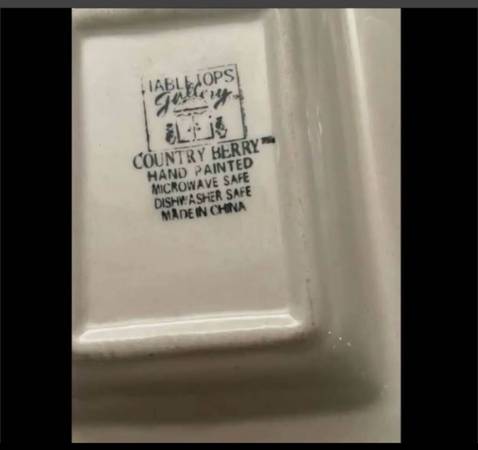 TABLETOPS
Gallery
COUNTRY BERRY™
HAND PAINTED
MICROWAVE SAFE
DISHWASHER SAFE
MADE IN CHINA